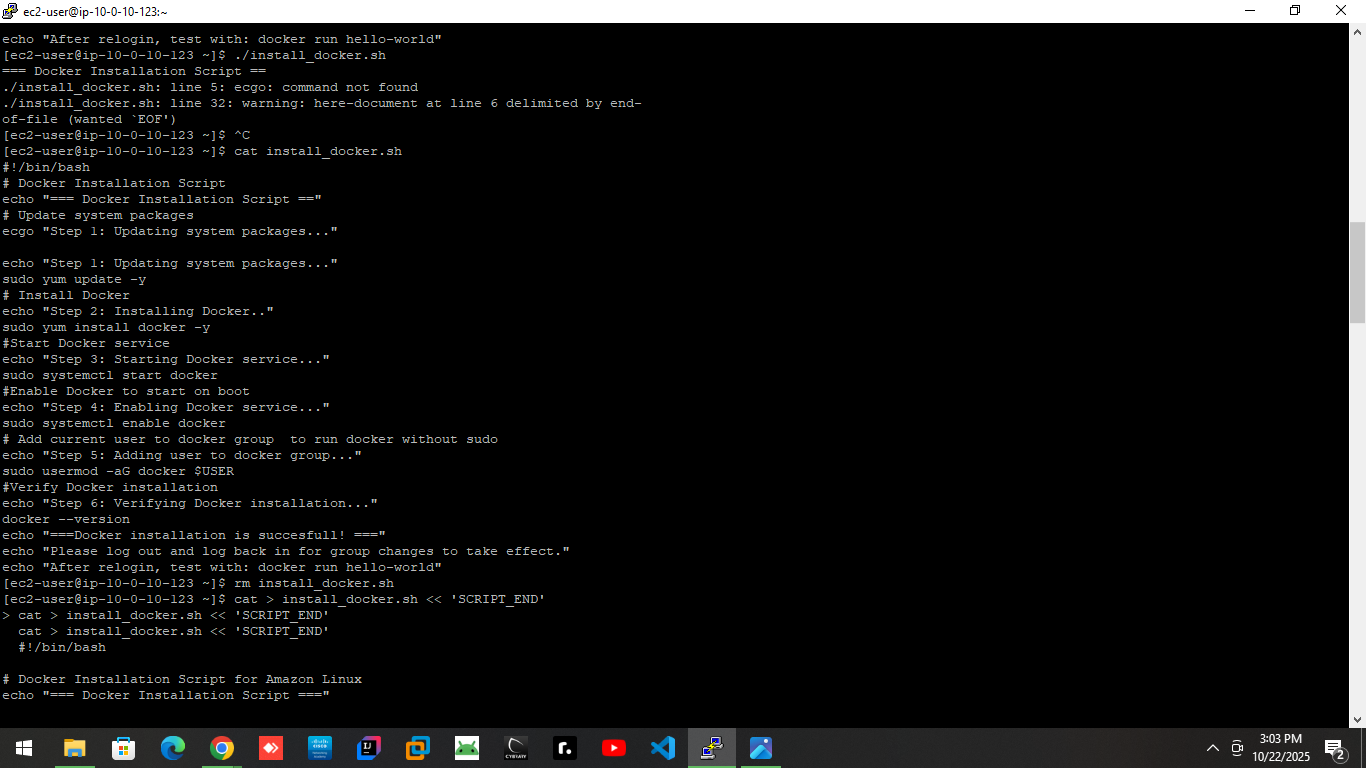 ec2-user@ip-10-0-10-123:~
echo "After relogin, test with: docker run hello-world"
[ec2-user@ip-10-0-10-123 ~]$ ./install_docker.sh
=== Docker Installation Script ==
./install_docker.sh: line 5: ecgo: command not found
./install_docker.sh: line 32: warning: here-document at line 6 delimited by end-
of-file (wanted `EOF')
[ec2-user@ip-10-0-10-123 ~]$ ^C
[ec2-user@ip-10-0-10-123 ~]$ cat install_docker.sh
#!/bin/bash
# Docker Installation Script
echo "=== Docker Installation Script =="
# Update system packages
ecgo "Step 1: Updating system packages..."
echo "Step 1: Updating system packages..."
sudo yum update -y
# Install Docker
echo "Step 2: Installing Docker.."
sudo yum install docker -y
#Start Docker service
echo "Step 3: Starting Docker service..."
sudo systemctl start docker
#Enable Docker to start on boot
echo "Step 4: Enabling Dcoker service..."
sudo systemctl enable docker
# Add current user to docker group  to run docker without sudo
echo "Step 5: Adding user to docker group..."
sudo usermod -aG docker $USER
#Verify Docker installation
echo "Step 6: Verifying Docker installation..."
docker --version
echo "===Docker installation is succesfull! ==="
echo "Please log out and log back in for group changes to take effect."
echo "After relogin, test with: docker run hello-world"
[ec2-user@ip-10-0-10-123 ~]$ rm install_docker.sh
[ec2-user@ip-10-0-10-123 ~]$ cat > install_docker.sh << 'SCRIPT_END'
> cat > install_docker.sh << 'SCRIPT_END'
  cat > install_docker.sh << 'SCRIPT_END'
  #!/bin/bash
# Docker Installation Script for Amazon Linux
echo "=== Docker Installation Script ==="
3:03 PM
10/22/2025
2